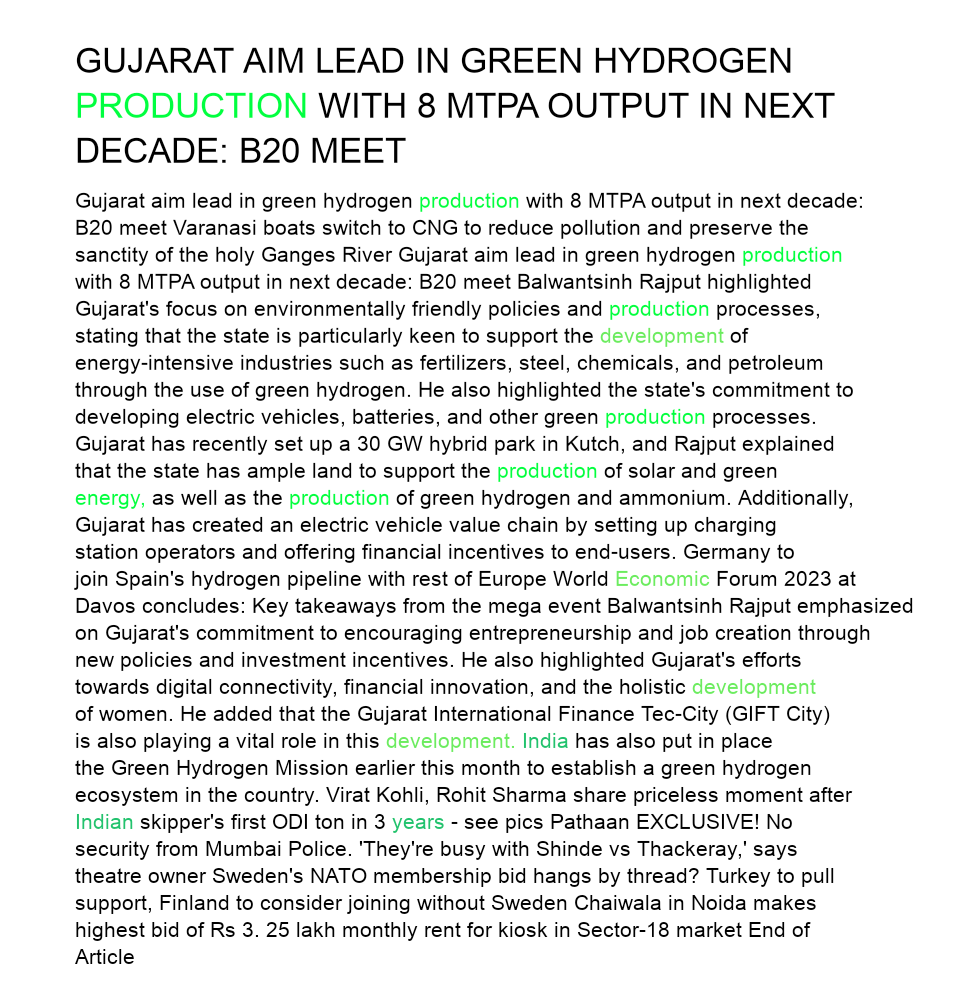 GUJARAT AIM LEAD IN GREEN HYDROGEN
PRODUCTION WITH 8 MTPA OUTPUT IN NEXT
DECADE: B20 MEET
Gujarat aim lead in green hydrogen production with 8 MTPA output in next decade:
B20 meet Varanasi boats switch to CNG to reduce pollution and preserve the
sanctity of the holy Ganges River Gujarat aim lead in green hydrogen production
with 8 MTPA output in next decade: B20 meet Balwantsinh Rajput highlighted
Gujarat's focus on environmentally friendly policies and production processes,
stating that the state is particularly keen to support the development of
energy-intensive industries such as fertilizers, steel, chemicals, and petroleum
through the use of green hydrogen. He also highlighted the state's commitment to
developing electric vehicles, batteries, and other green production processes.
Gujarat has recently set up a 30 GW hybrid park in Kutch, and Rajput explained
that the state has ample land to support the production of solar and green
energy, as well as the production of green hydrogen and ammonium. Additionally,
Gujarat has created an electric vehicle value chain by setting up charging
station operators and offering financial incentives to end-users. Germany to
join Spain's hydrogen pipeline with rest of Europe World Economic Forum 2023 at
Davos concludes: Key takeaways from the mega event Balwantsinh Rajput emphasized
on Gujarat's commitment to encouraging entrepreneurship and job creation through
new policies and investment incentives. He also highlighted Gujarat's efforts
towards digital connectivity, financial innovation, and the holistic development
of women. He added that the Gujarat International Finance Tec-City (GIFT City)
is also playing a vital role in this development. India has also put in place
the Green Hydrogen Mission earlier this month to establish a green hydrogen
ecosystem in the country. Virat Kohli, Rohit Sharma share priceless moment after
Indian skipper's first ODI ton in 3 years - see pics Pathaan EXCLUSIVE! No
security from Mumbai Police. 'They're busy with Shinde vs Thackeray,' says
theatre owner Sweden's NATO membership bid hangs by thread? Turkey to pull
support, Finland to consider joining without Sweden Chaiwala in Noida makes
highest bid of Rs 3. 25 lakh monthly rent for kiosk in Sector-18 market End of
Article